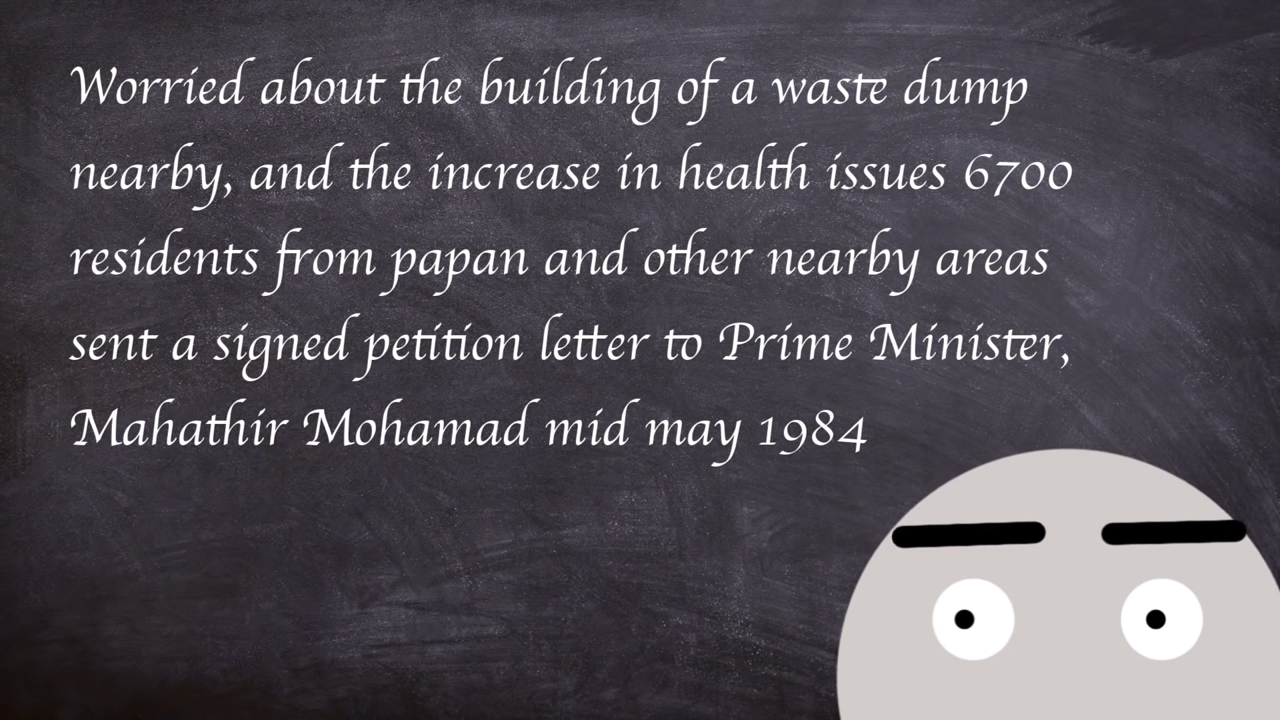 Worried about the building of a waste dump
nearby, and the increase in health issues 6700
residents from papan and other nearby areas
sent a signed petition letter to Prime Minister,
Mahathir Mohamad mid may 1984